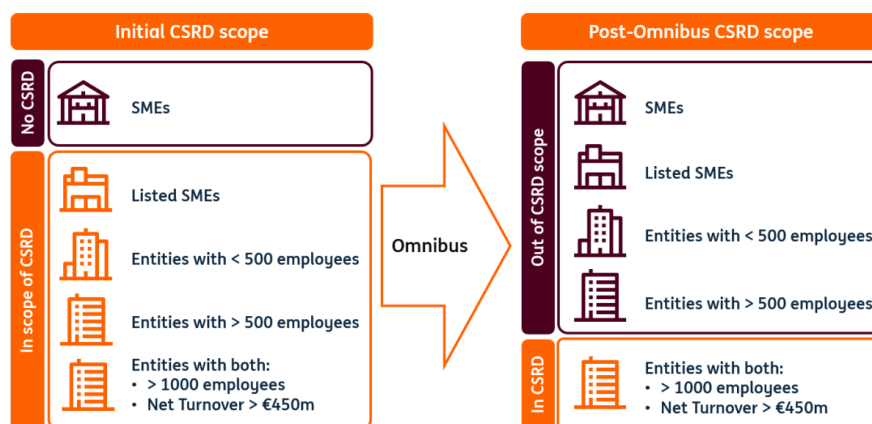 Initial CSRD scope
No CSRD
SMEs
In scope of CSRD
Listed SMEs
Entities with < 500 employees
Entities with > 500 employees
Entities with both:
• > 1000 employees
• Net Turnover > €450m
Omnibus
Post-Omnibus CSRD scope
Out of CSRD scope
SMEs
Listed SMEs
Entities with < 500 employees
Entities with > 500 employees
In CSRD
Entities with both:
• > 1000 employees
• Net Turnover > €450m